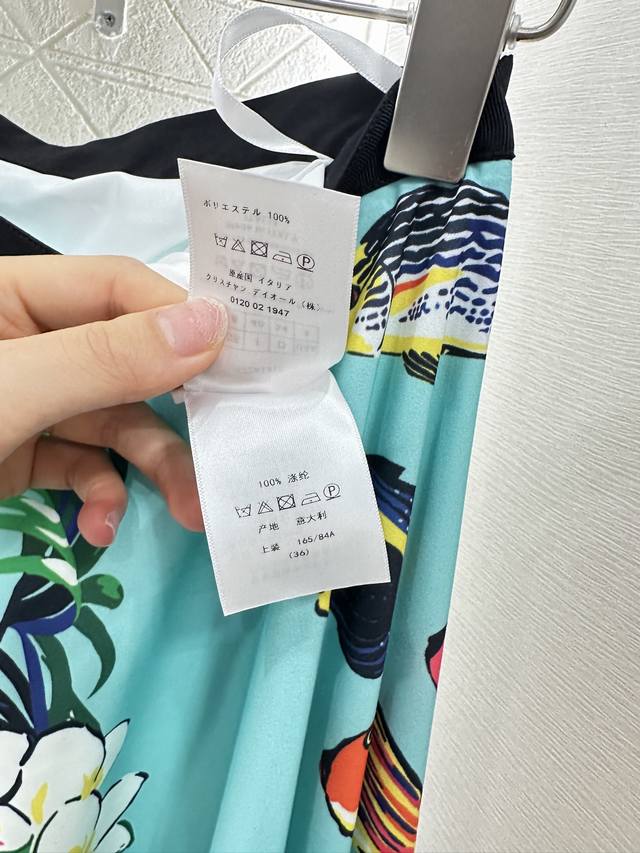 ポリエステル 100%
原産国 イタリア
クリスチャン ディオール (株)
0120 02 1947
100% 涤纶
产地 意大利
上装 165/84A
(36)